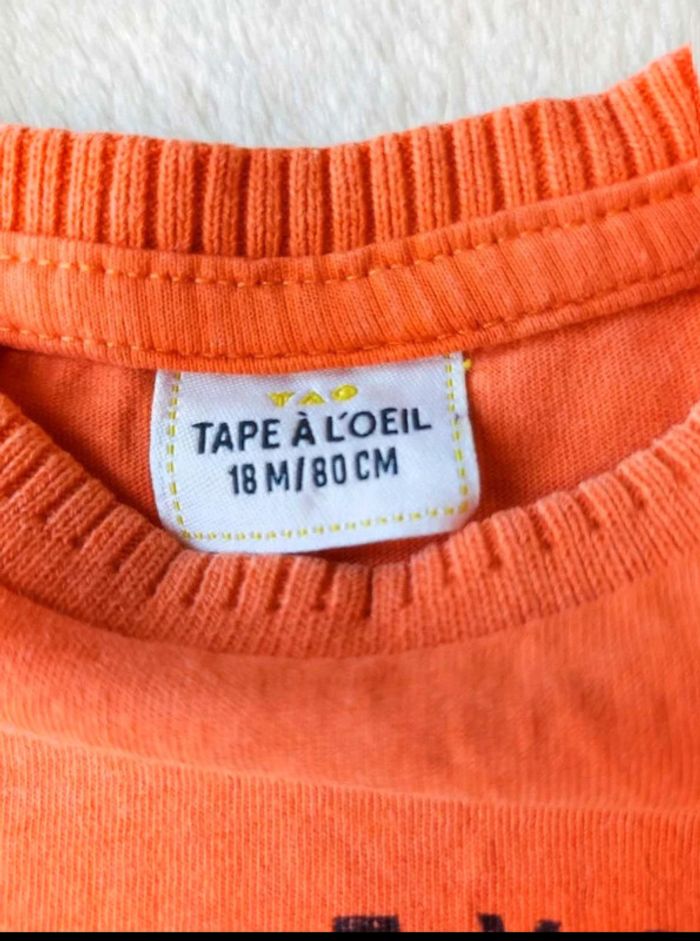 TAO
TAPE À L'OEIL
18 M/80 CM